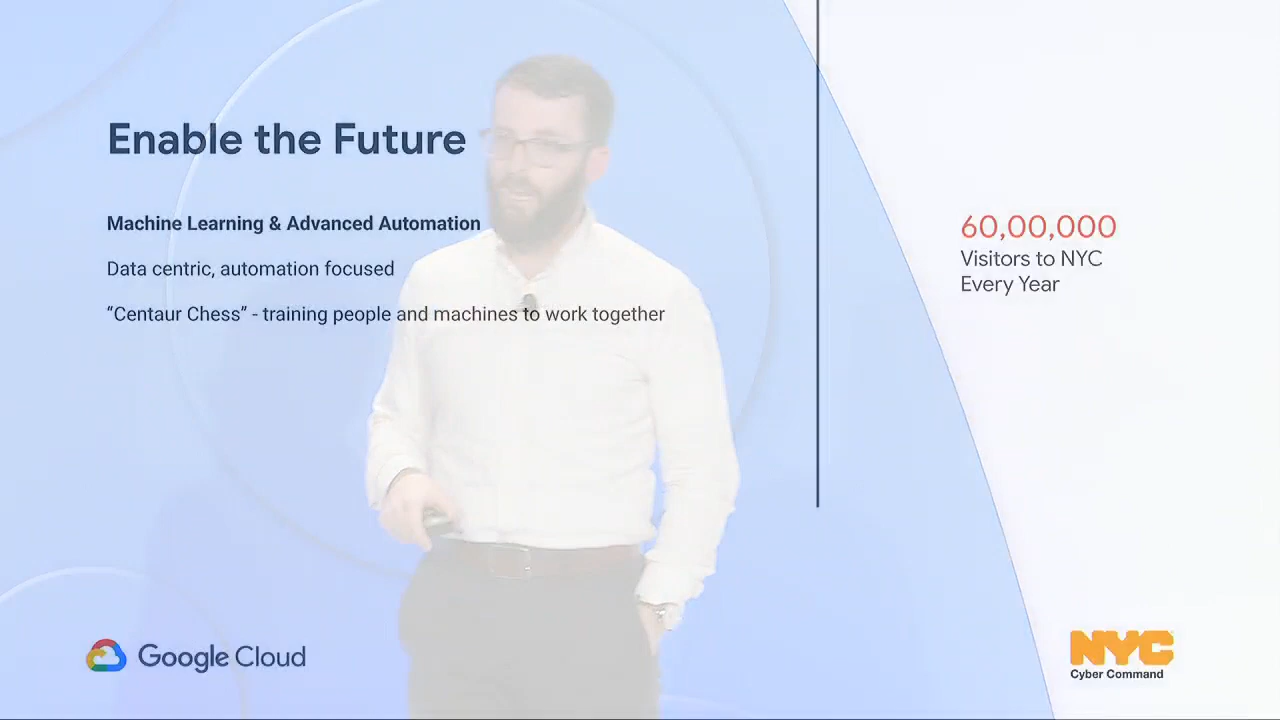 Enable the Future
Machine Learning & Advanced Automation
Data centric, automation focused
“Centaur Chess” - training people and machines to work together
60,00,000
Visitors to NYC
Every Year
Google Cloud
NYC
Cyber Command